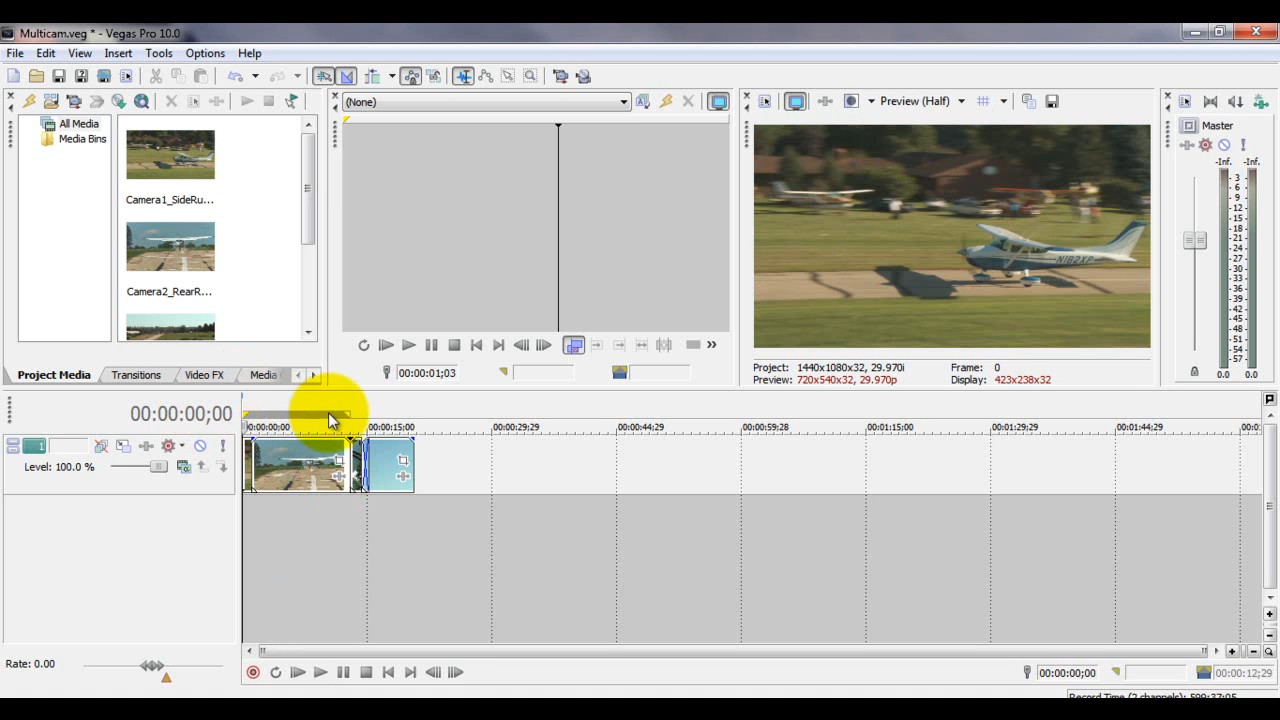 Multicam.veg * - Vegas Pro 10.0
File Edit View Insert Tools Options Help
All Media
Media Bins
Camera1_SideRu...
Camera2_RearR...
Project Media Transitions Video FX Media
(None)
00:00:01;03
Preview (Half)
N182XP
Project: 1440x1080x32, 29.970i
Preview: 720x540x32, 29.970p
Frame: 0
Display: 423x238x32
Master
-Inf. -Inf.
3
6
9
12
15
18
21
24
27
30
33
36
39
42
45
48
51
54
57
0.0 0.0
00:00:00;00
00:00:00;00 00:00:15;00 00:00:29;29 00:00:44;29 00:00:59;28 00:01:15;00 00:01:29;29 00:01:44;29 00:0
1
Level: 100.0 %
Rate: 0.00
00:00:00;00 00:00:12;29
Record Time (2 channels): 599:37:05